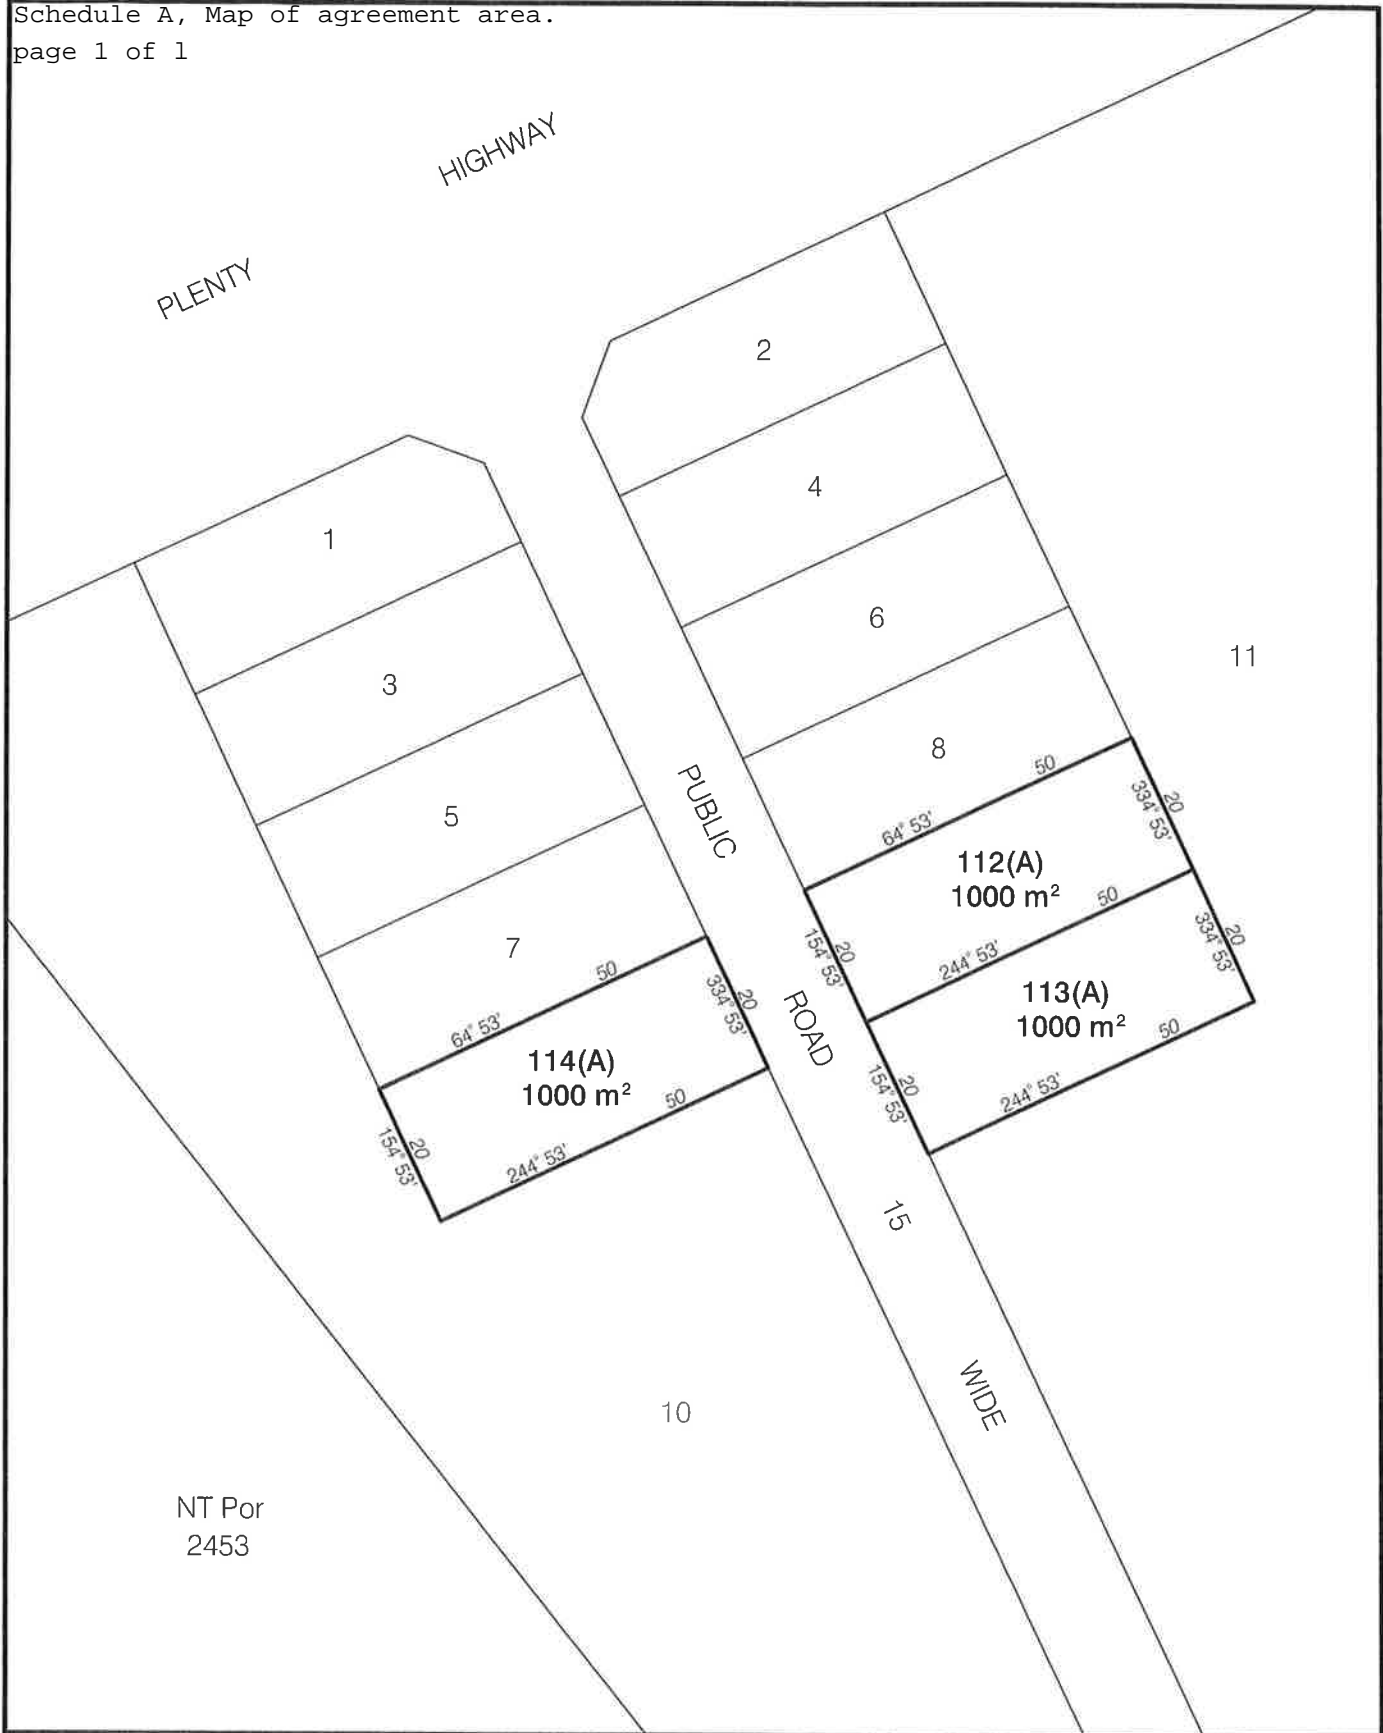 Schedule A, Map of agreement area.
page 1 of 1
HIGHWAY
PLENTY
2
4
1
6
11
3
8
50
64° 53'
20
334° 53'
5
PUBLIC
112(A)
1000 m²
50
244° 53'
20
154° 53'
20
334° 53'
7
50
64° 53'
20
334° 53'
ROAD
113(A)
1000 m²
50
244° 53'
20
154° 53'
114(A)
1000 m²
50
244° 53'
20
154° 53'
15
WIDE
10
NT Por
2453